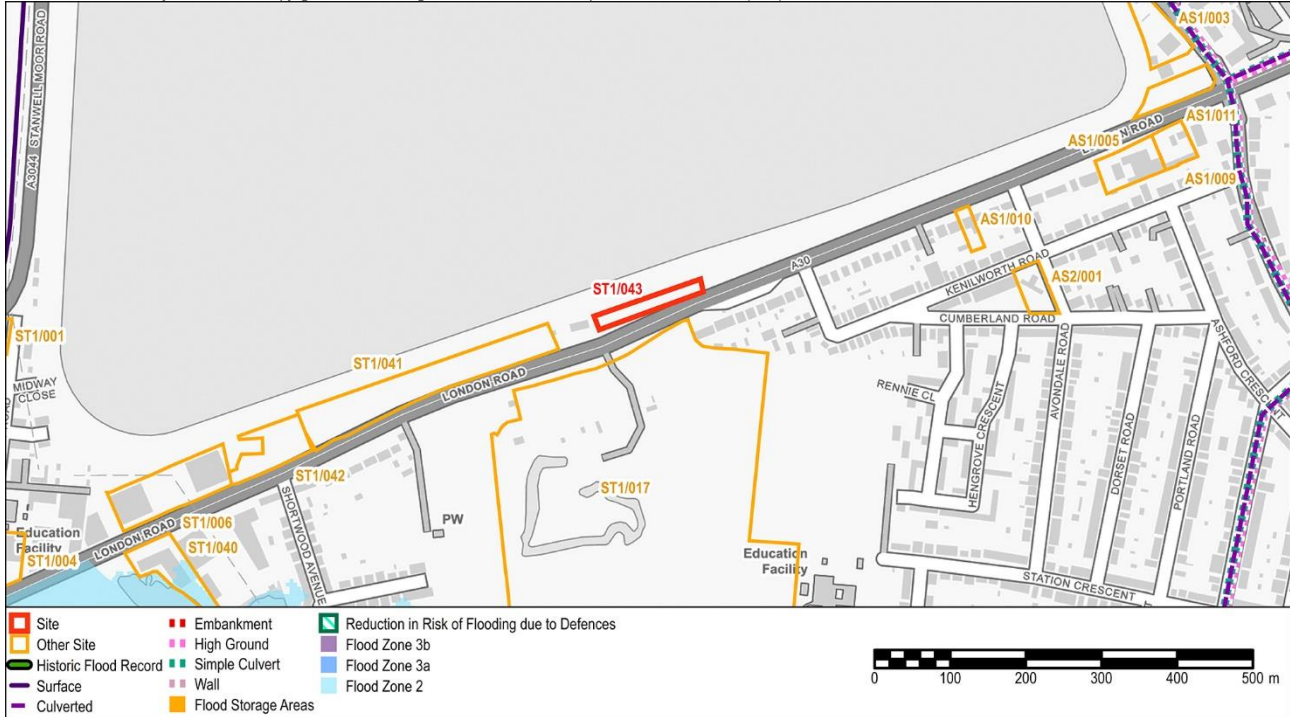 AS1/003
A3044 STANWELL MOOR ROAD
AS1/011
AS1/005
AS1/009
AS1/010
A30
KENILWORTH ROAD
AS2/001
ST1/043
CUMBERLAND ROAD
ST1/001
ST1/041
LONDON ROAD
ASHFORD CRESCENT
MIDWAY
CLOSE
RENNIE CL
AVONDALE ROAD
HENGROVE CRESCENT
DORSET ROAD
PORTLAND ROAD
ST1/042
ST1/017
SHORTWOOD AVENUE
PW
ST1/006
LONDON ROAD
Education
Facility
ST1/040
ST1/004
Education
Facility
STATION CRESCENT
Site
Other Site
Historic Flood Record
Surface
Culverted
Embankment
High Ground
Simple Culvert
Wall
Flood Storage Areas
Reduction in Risk of Flooding due to Defences
Flood Zone 3b
Flood Zone 3a
Flood Zone 2
0 100 200 300 400 500 m